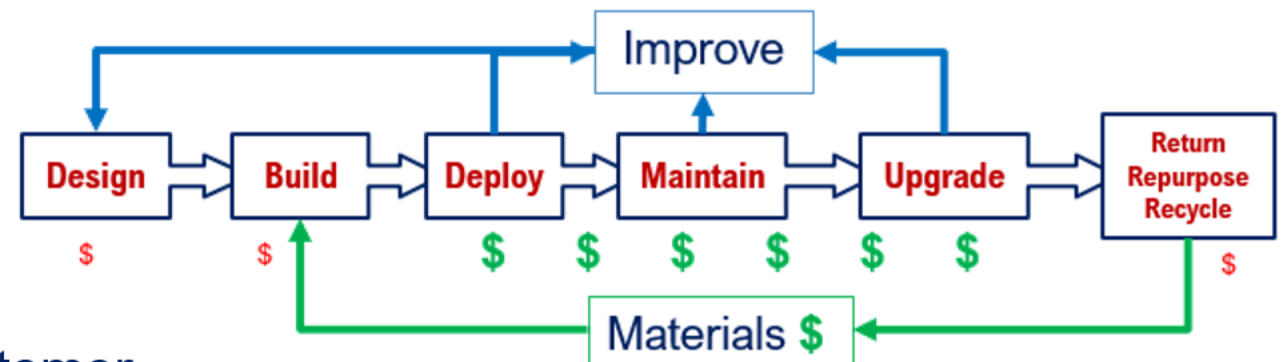 Improve
Design
Build
Deploy
Maintain
Upgrade
Return
Repurpose
Recycle
$
$
$
$
$
$
$
$
$
Materials $